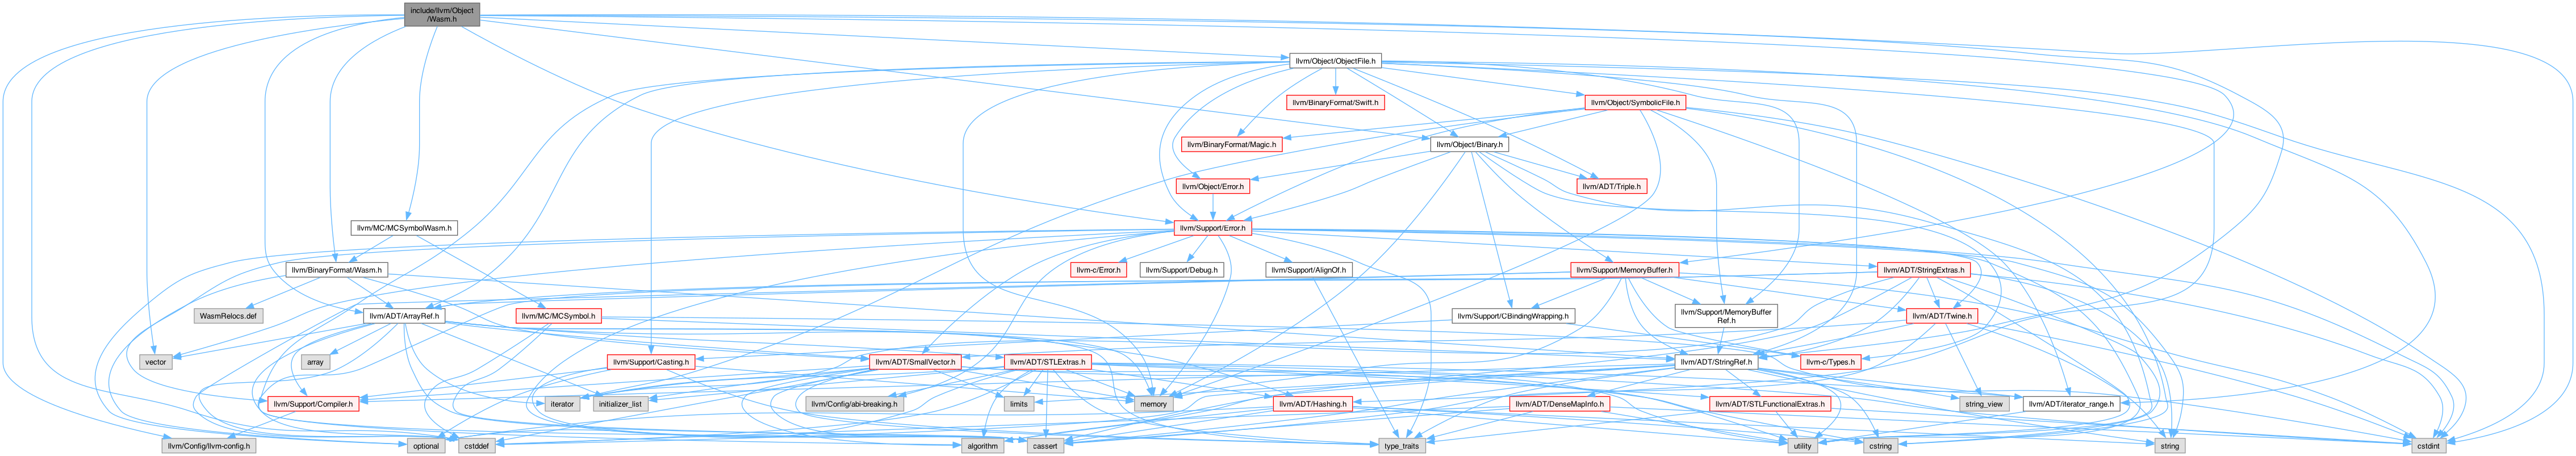 include/llvm/Object
/Wasm.h
llvm/Object/ObjectFile.h
llvm/BinaryFormat/Swift.h
llvm/Object/SymbolicFile.h
llvm/BinaryFormat/Magic.h
llvm/Object/Binary.h
llvm/Object/Error.h
llvm/ADT/Triple.h
llvm/MC/MCSymbolWasm.h
llvm/Support/Error.h
llvm/BinaryFormat/Wasm.h
llvm-c/Error.h
llvm/Support/Debug.h
llvm/Support/AlignOf.h
llvm/Support/MemoryBuffer.h
llvm/ADT/StringExtras.h
WasmRelocs.def
llvm/ADT/ArrayRef.h
llvm/MC/MCSymbol.h
llvm/Support/CBindingWrapping.h
llvm/Support/MemoryBuffer
Ref.h
llvm/ADT/Twine.h
vector
array
llvm/Support/Casting.h
llvm/ADT/SmallVector.h
llvm/ADT/STLExtras.h
llvm/ADT/StringRef.h
llvm-c/Types.h
llvm/Support/Compiler.h
iterator
initializer_list
llvm/Config/abi-breaking.h
limits
memory
llvm/ADT/Hashing.h
llvm/ADT/DenseMapInfo.h
llvm/ADT/STLFunctionalExtras.h
string_view
llvm/ADT/iterator_range.h
llvm/Config/llvm-config.h
optional
cstddef
algorithm
cassert
type_traits
utility
cstring
string
cstdint